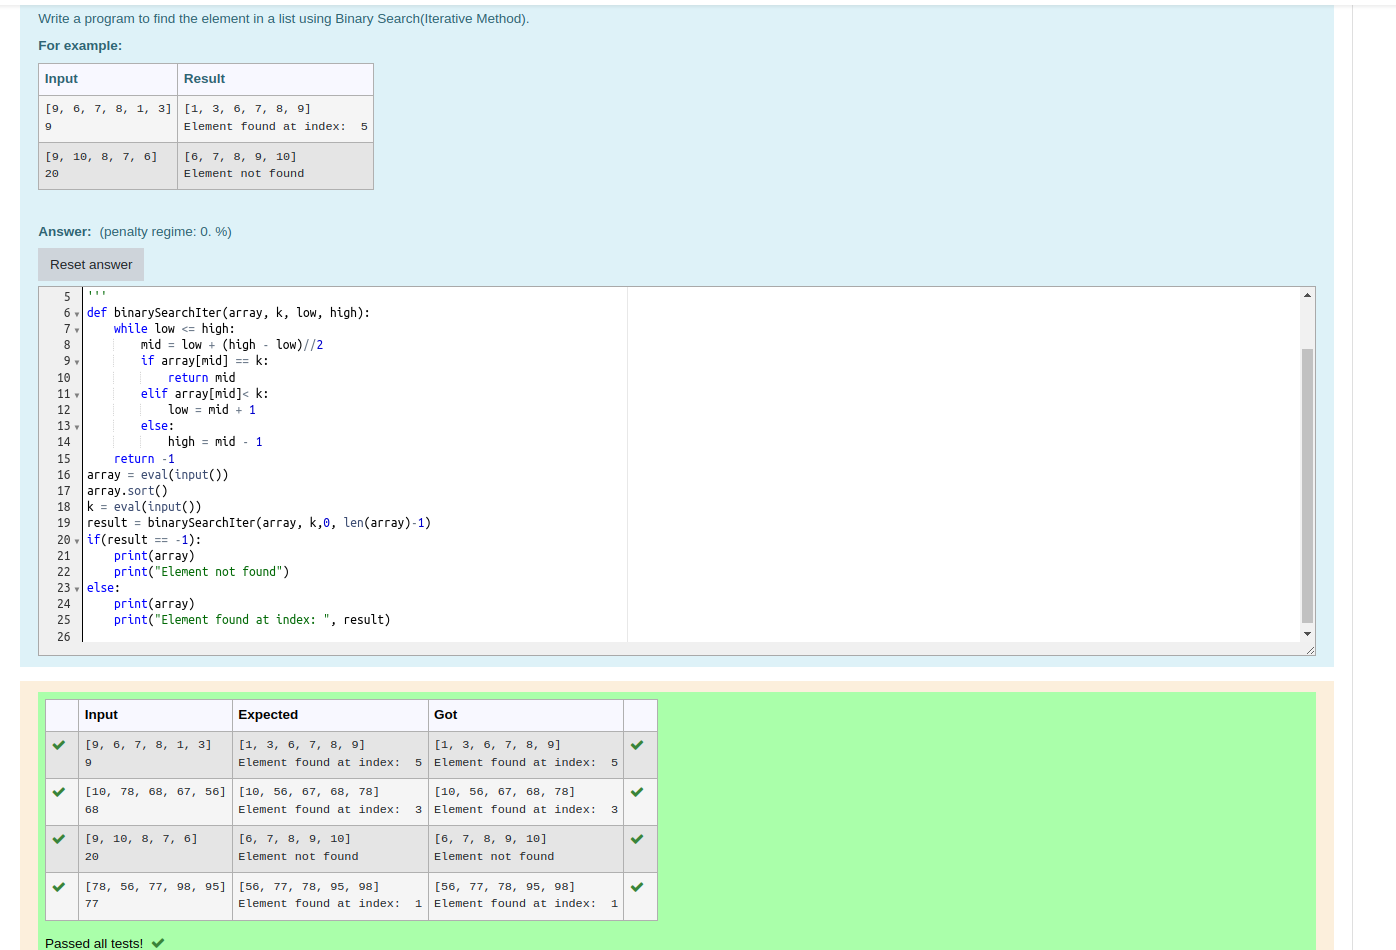 Write a program to find the element in a list using Binary Search(Iterative Method).
For example:
Input Result
[9, 6, 7, 8, 1, 3] [1, 3, 6, 7, 8, 9]
9 Element found at index:  5
[9, 10, 8, 7, 6] [6, 7, 8, 9, 10]
20 Element not found
Answer: (penalty regime: 0. %)
Reset answer
5 '''
6 def binarySearchIter(array, k, low, high):
7     while low <= high:
8         mid = low + (high - low)//2
9         if array[mid] == k:
10             return mid
11         elif array[mid]< k:
12             low = mid + 1
13         else:
14             high = mid - 1
15     return -1
16 array = eval(input())
17 array.sort()
18 k = eval(input())
19 result = binarySearchIter(array, k,0, len(array)-1)
20 if(result == -1):
21     print(array)
22     print("Element not found")
23 else:
24     print(array)
25     print("Element found at index: ", result)
26
Input Expected Got
[9, 6, 7, 8, 1, 3] [1, 3, 6, 7, 8, 9] [1, 3, 6, 7, 8, 9]
9 Element found at index:  5 Element found at index:  5
[10, 78, 68, 67, 56] [10, 56, 67, 68, 78] [10, 56, 67, 68, 78]
68 Element found at index:  3 Element found at index:  3
[9, 10, 8, 7, 6] [6, 7, 8, 9, 10] [6, 7, 8, 9, 10]
20 Element not found Element not found
[78, 56, 77, 98, 95] [56, 77, 78, 95, 98] [56, 77, 78, 95, 98]
77 Element found at index:  1 Element found at index:  1
Passed all tests!